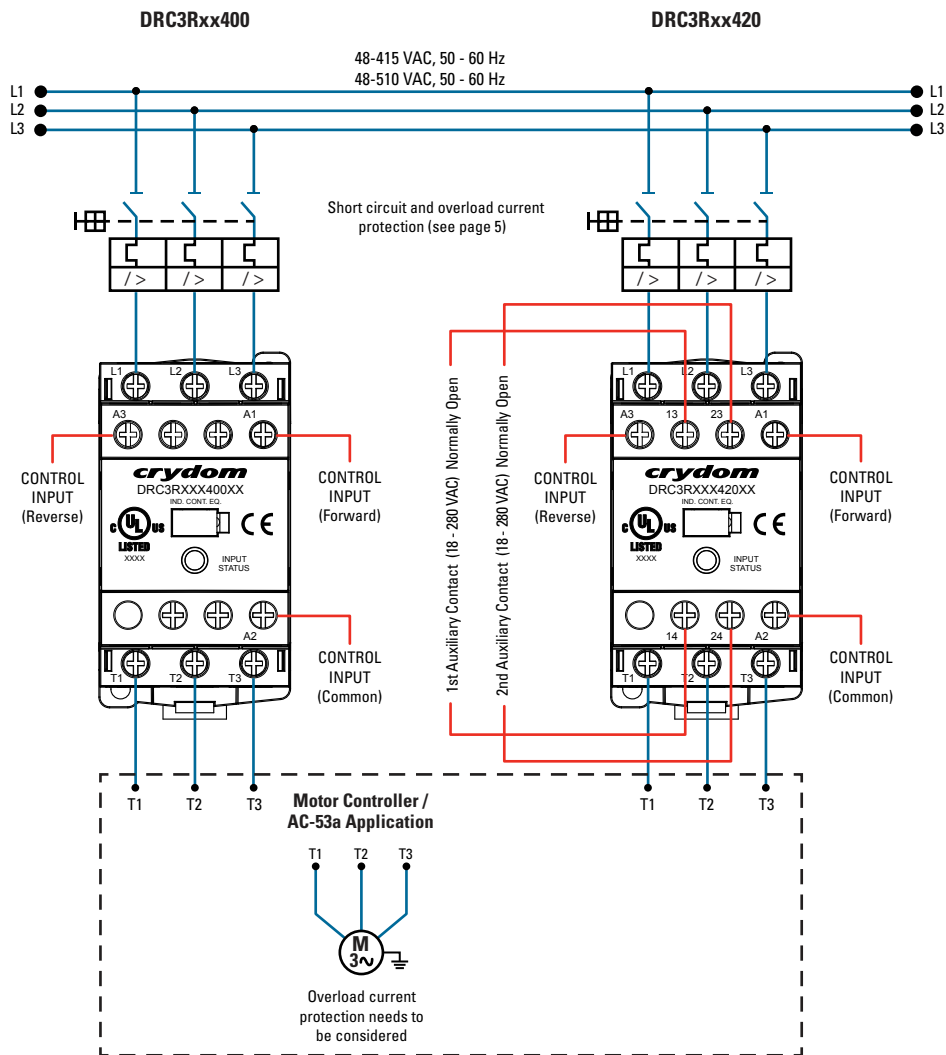 DRC3Rxx400
DRC3Rxx420
48-415 VAC, 50 - 60 Hz
48-510 VAC, 50 - 60 Hz
L1
L2
L3
L1
L2
L3
Short circuit and overload current
protection (see page 5)
/ >
/ >
/ >
/ >
/ >
/ >
L1
L2
L3
A3
A1
CONTROL
INPUT
(Reverse)
crydom
DRC3RXXX400XX
IND. CONT. EQ.
C UL US
LISTED
XXXX
CE
INPUT
STATUS
CONTROL
INPUT
(Forward)
A2
CONTROL
INPUT
(Common)
T1
T2
T3
1st Auxiliary Contact (18 - 280 VAC) Normally Open
2nd Auxiliary Contact (18 - 280 VAC) Normally Open
L1
L2
L3
A3
13
23
A1
CONTROL
INPUT
(Reverse)
crydom
DRC3RXXX420XX
IND. CONT. EQ.
C UL US
LISTED
XXXX
CE
INPUT
STATUS
CONTROL
INPUT
(Forward)
14
24
A2
CONTROL
INPUT
(Common)
T1
T2
T3
T1
T2
T3
T1
T2
T3
Motor Controller /
AC-53a Application
T1
T2
T3
M
3~
Overload current
protection needs to
be considered